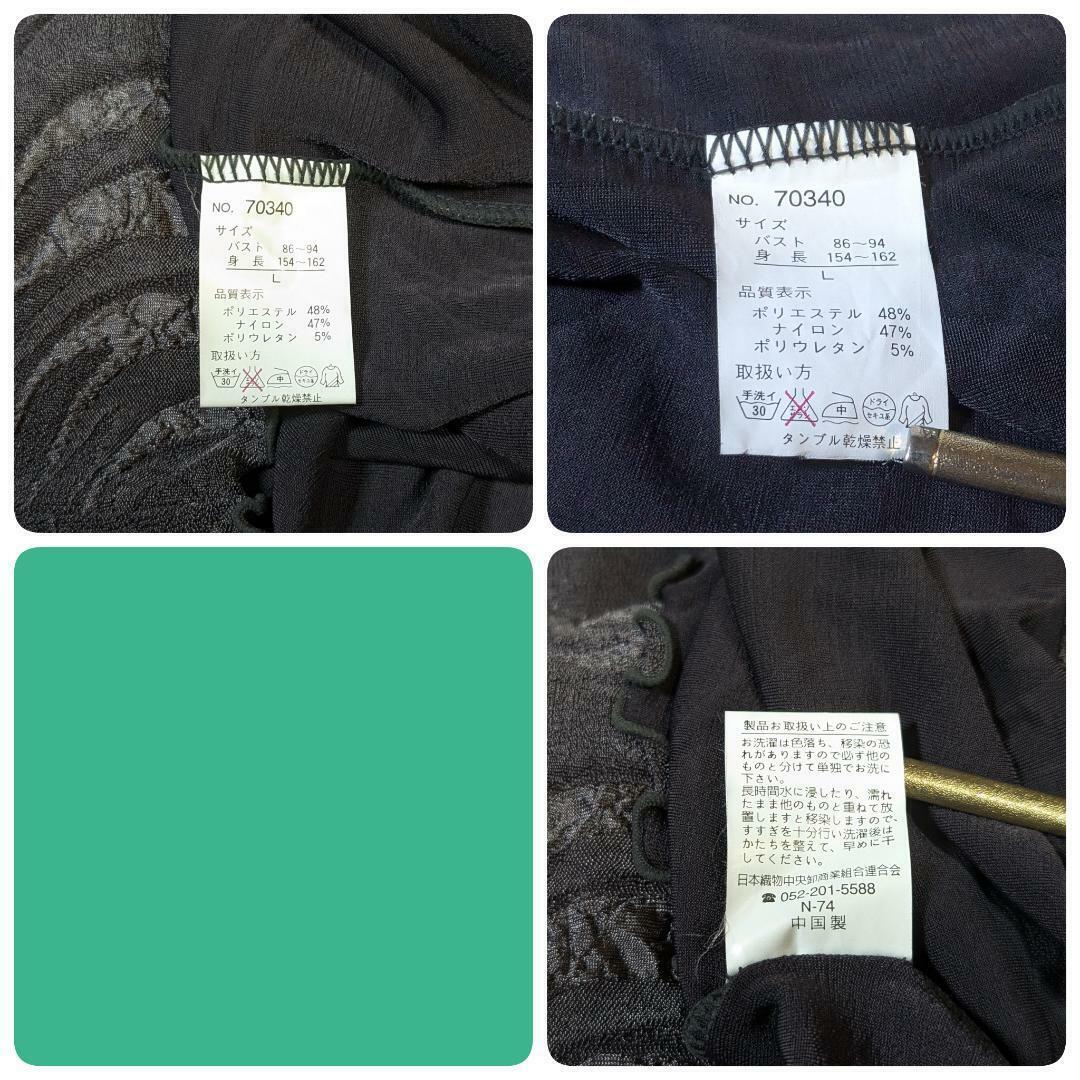 NO. 70340
サイズ
バスト 86～94
身長 154～162
L
品質表示
ポリエステル 48%
ナイロン 47%
ポリウレタン 5%
取扱い方
手洗イ 30 中 ドライ セキユ系
タンブル乾燥禁止
NO. 70340
サイズ
バスト 86～94
身長 154～162
L
品質表示
ポリエステル 48%
ナイロン 47%
ポリウレタン 5%
取扱い方
手洗イ 30 エンソ サラシ 中 ドライ セキユ系
タンブル乾燥禁止
製品お取扱い上のご注意
お洗濯は色落ち、移染の恐
れがありますので必ず他の
ものと分けて単独でお洗に
下さい。
長時間水に浸したり、濡れ
たまま他のものと重ねて放
置しますと移染しますので、
すすぎを十分行い洗濯後は
かたちを整えて、早めに干
してください。
日本織物中央卸商業組合連合会
☎ 052-201-5588
N-74
中国製